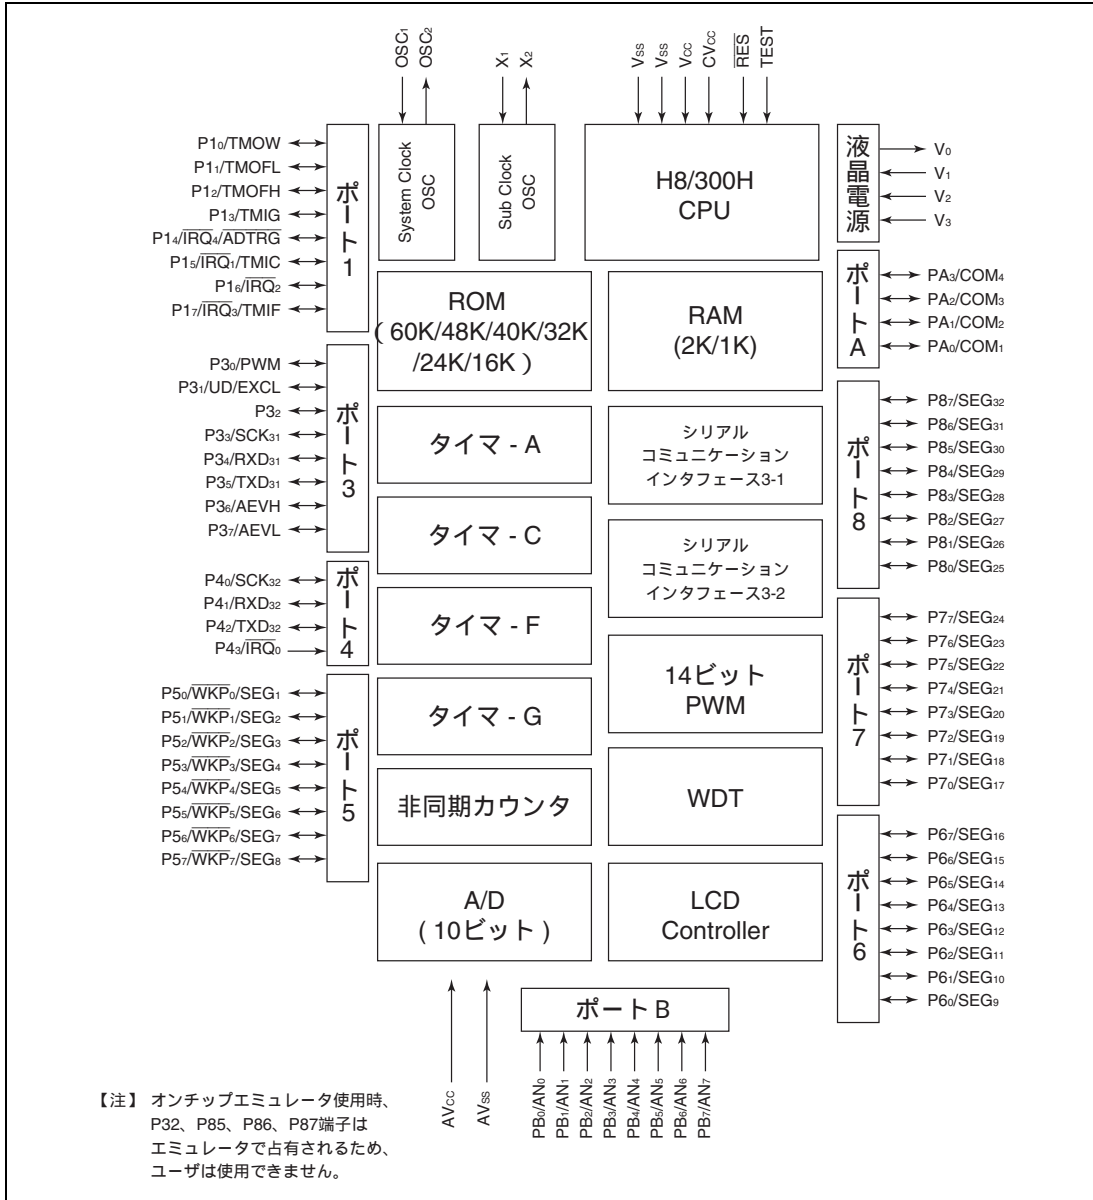 OSC1
OSC2
X1
X2
VSS
VSS
VCC
CVCC
RES
TEST
P10/TMOW
P11/TMOFL
P12/TMOFH
P13/TMIG
P14/IRQ4/ADTRG
P15/IRQ1/TMIC
P16/IRQ2
P17/IRQ3/TMIF
ポート1
System Clock
OSC
Sub Clock
OSC
H8/300H
CPU
液晶電源
V0
V1
V2
V3
ROM
( 60K/48K/40K/32K
/24K/16K )
RAM
(2K/1K)
ポートA
PA3/COM4
PA2/COM3
PA1/COM2
PA0/COM1
P30/PWM
P31/UD/EXCL
P32
P33/SCK31
P34/RXD31
P35/TXD31
P36/AEVH
P37/AEVL
ポート3
タイマ - A
シリアル
コミュニケーション
インタフェース3-1
ポート8
P87/SEG32
P86/SEG31
P85/SEG30
P84/SEG29
P83/SEG28
P82/SEG27
P81/SEG26
P80/SEG25
タイマ - C
シリアル
コミュニケーション
インタフェース3-2
P40/SCK32
P41/RXD32
P42/TXD32
P43/IRQ0
ポート4
タイマ - F
14ビット
PWM
ポート7
P77/SEG24
P76/SEG23
P75/SEG22
P74/SEG21
P73/SEG20
P72/SEG19
P71/SEG18
P70/SEG17
P50/WKP0/SEG1
P51/WKP1/SEG2
P52/WKP2/SEG3
P53/WKP3/SEG4
P54/WKP4/SEG5
P55/WKP5/SEG6
P56/WKP6/SEG7
P57/WKP7/SEG8
ポート5
タイマ - G
非同期カウンタ
WDT
A/D
( 10ビット )
LCD
Controller
ポート6
P67/SEG16
P66/SEG15
P65/SEG14
P64/SEG13
P63/SEG12
P62/SEG11
P61/SEG10
P60/SEG9
ポートB
AVCC
AVSS
PB0/AN0
PB1/AN1
PB2/AN2
PB3/AN3
PB4/AN4
PB5/AN5
PB6/AN6
PB7/AN7
【注】 オンチップエミュレータ使用時、
P32、P85、P86、P87端子は
エミュレータで占有されるため、
ユーザは使用できません。